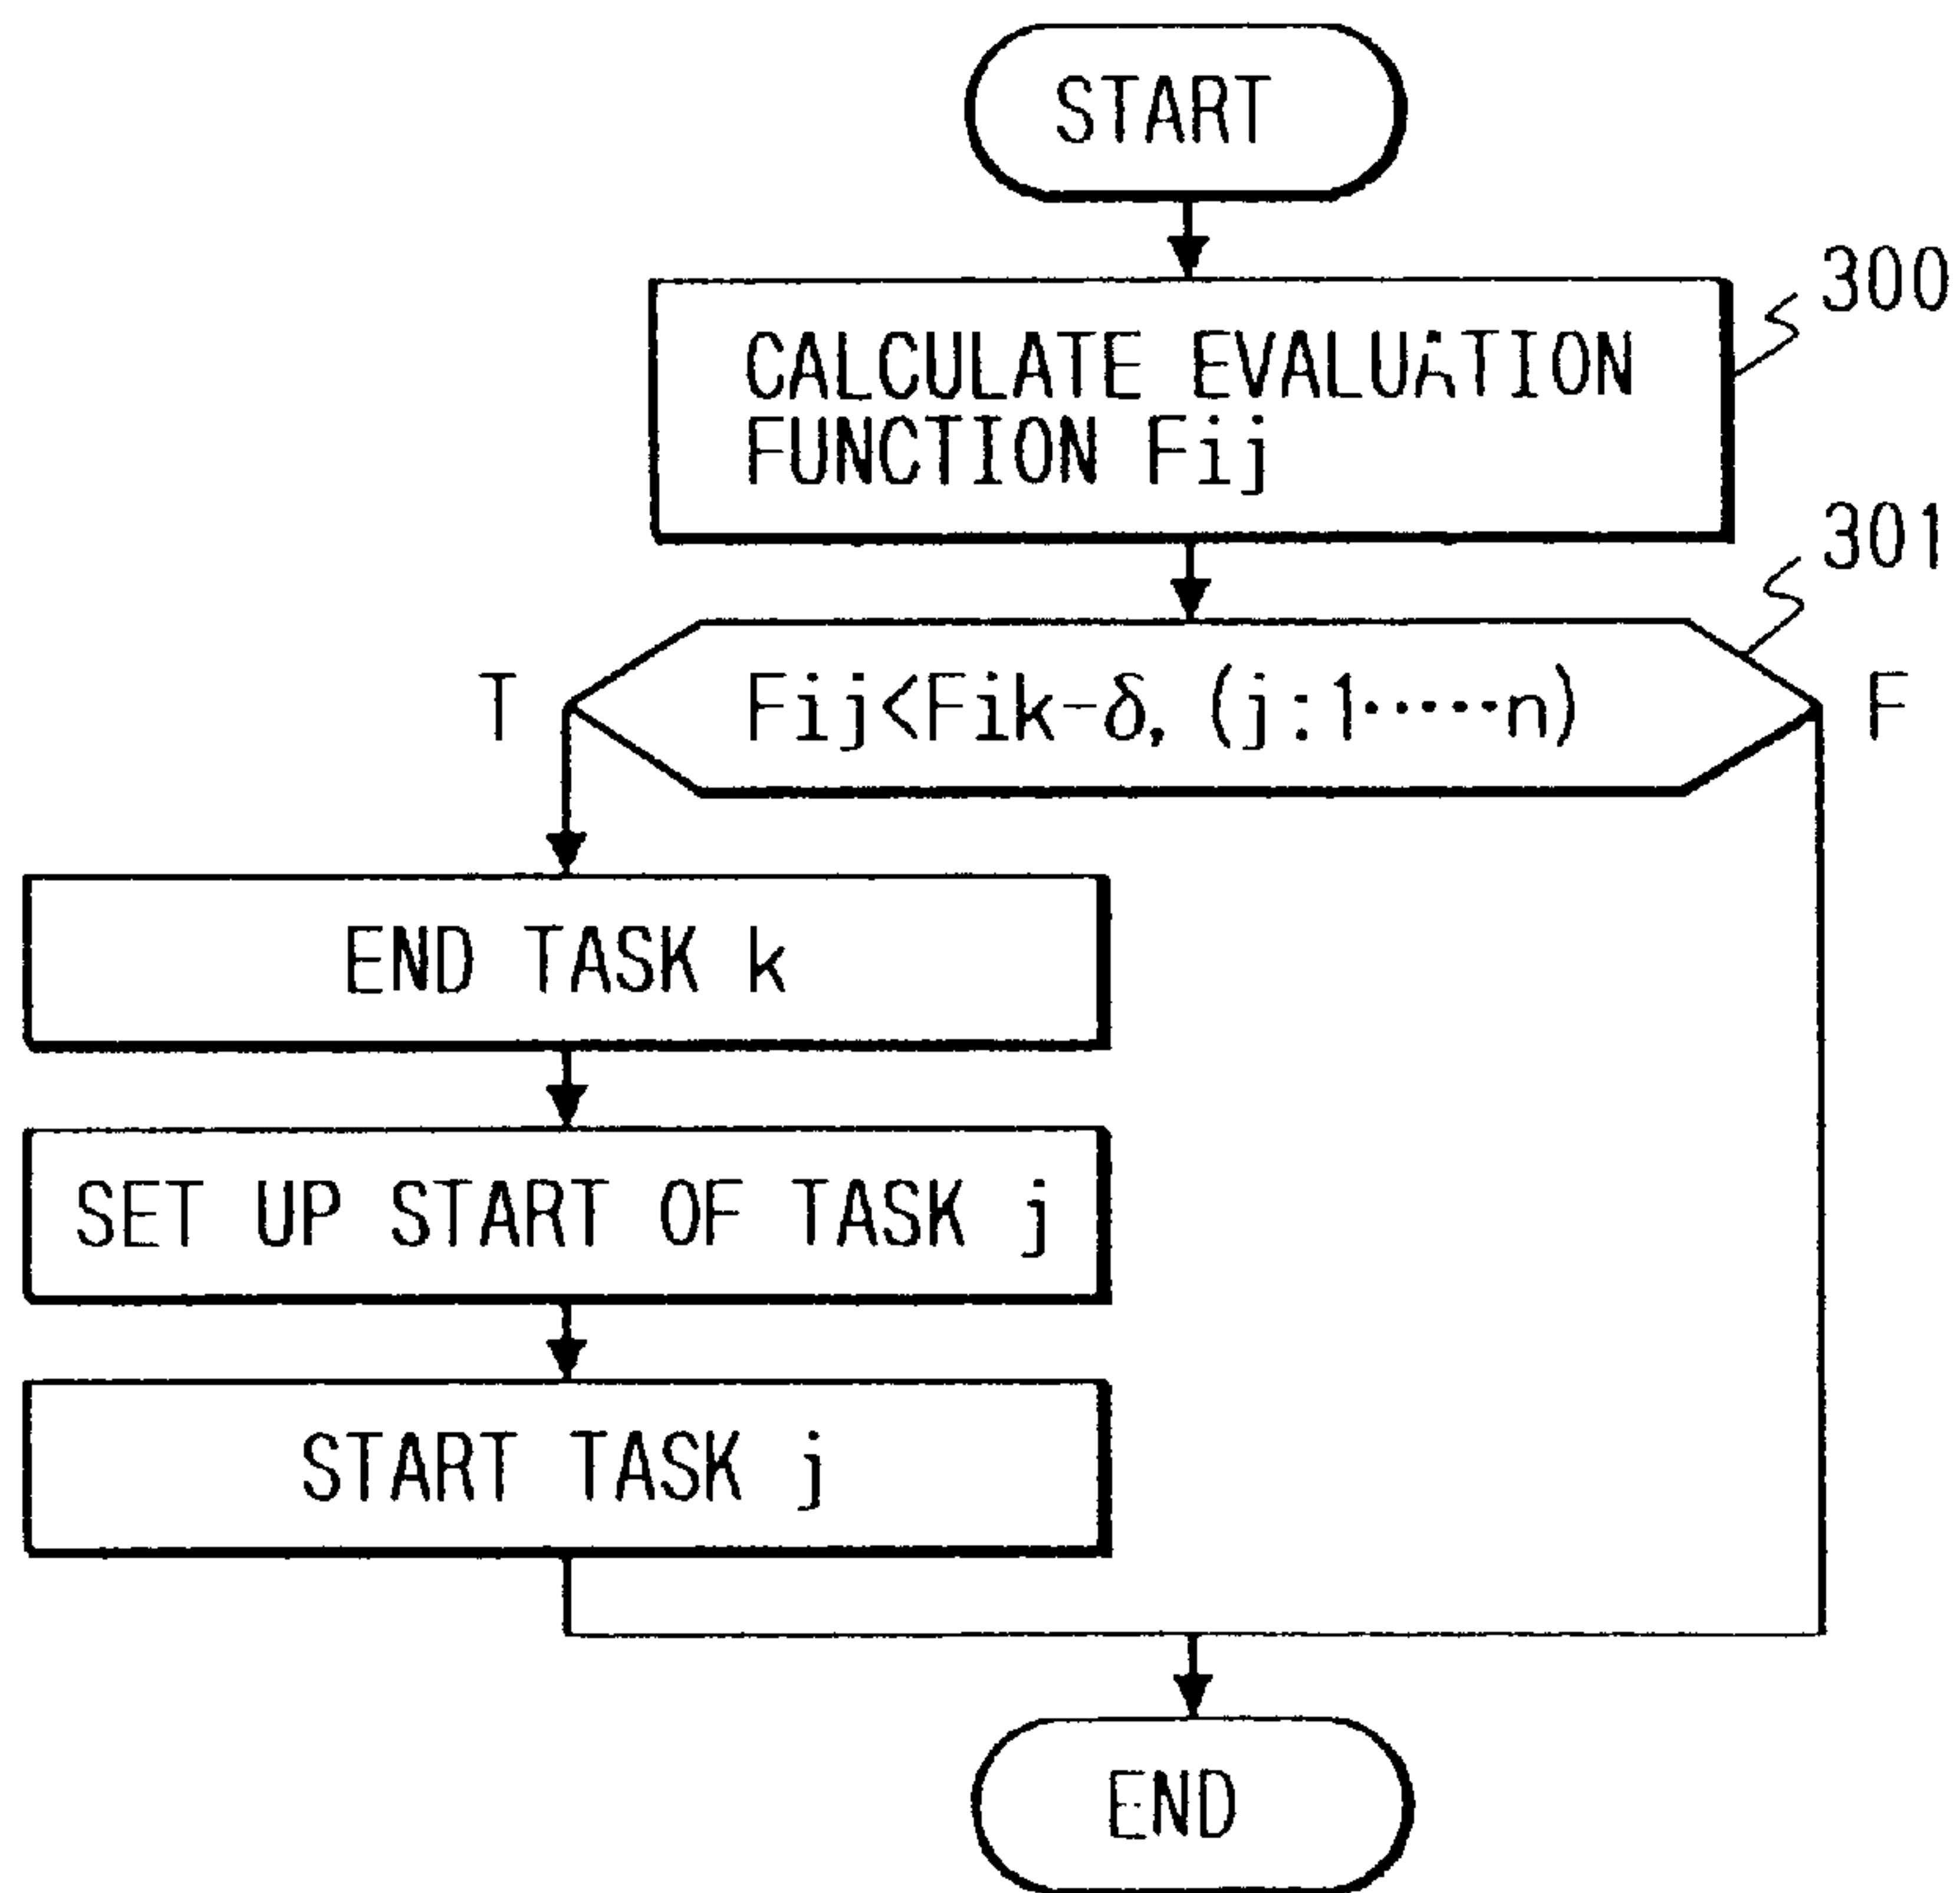 START
300
CALCULATE EVALUATION
FUNCTION Fij
301
T
Fij<Fik-δ, (j:1·····n)
F
END TASK k
SET UP START OF TASK j
START TASK j
END